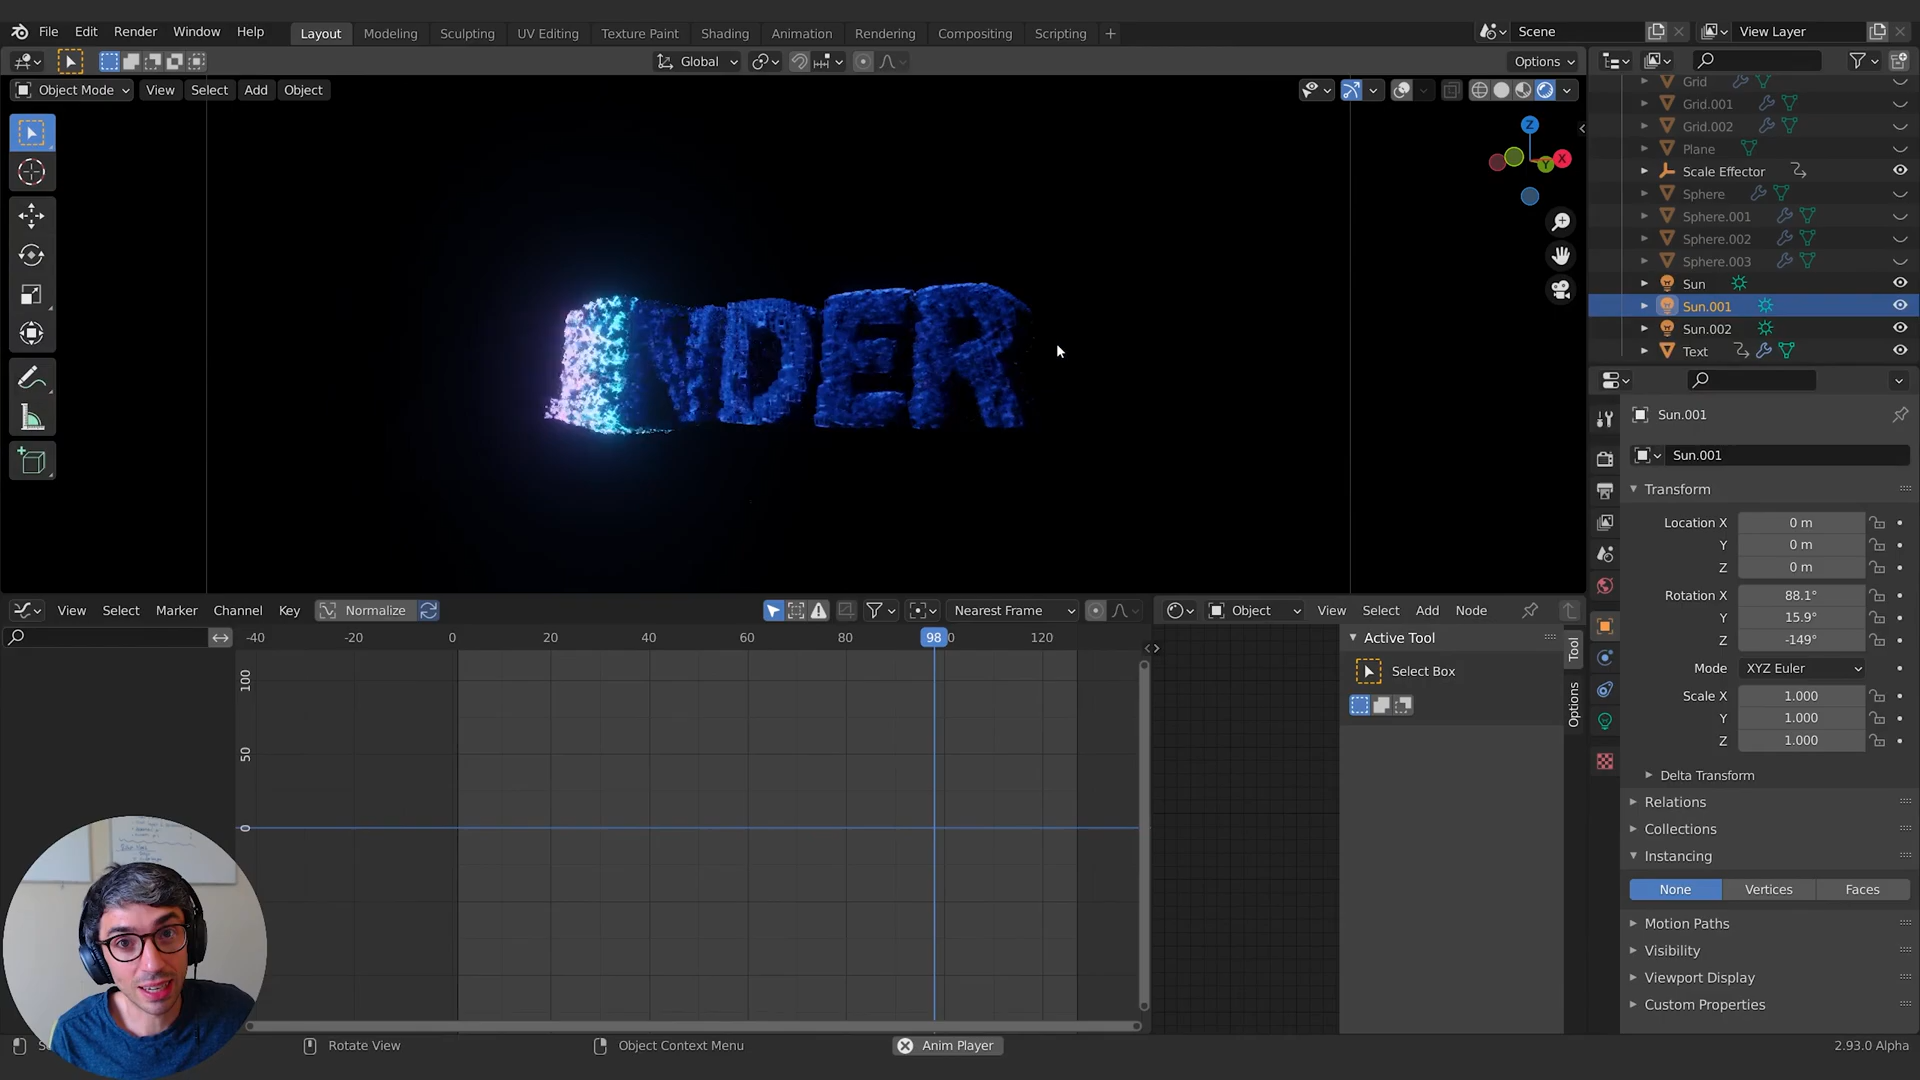 File Edit Render Window Help Layout Modeling Sculpting UV Editing Texture Paint Shading Animation Rendering Compositing Scripting + Scene View Layer
Global Options
Object Mode View Select Add Object
Grid
Grid.001
Grid.002
Plane
Scale Effector
Sphere
Sphere.001
Sphere.002
Sphere.003
Sun
Sun.001
Sun.002
Text
Z
Y X
NDER
Sun.001
Sun.001
Transform
Location X 0 m
Y 0 m
Z 0 m
Rotation X 88.1°
Y 15.9°
Z -149°
Mode XYZ Euler
Scale X 1.000
Y 1.000
Z 1.000
Delta Transform
Relations
Collections
Instancing
None Vertices Faces
Motion Paths
Visibility
Viewport Display
Custom Properties
View Select Marker Channel Key Normalize Nearest Frame
-40 -20 0 20 40 60 80 98 120
100
50
0
Object View Select Add Node
Active Tool
Select Box
Tool
Options
Rotate View Object Context Menu Anim Player 2.93.0 Alpha